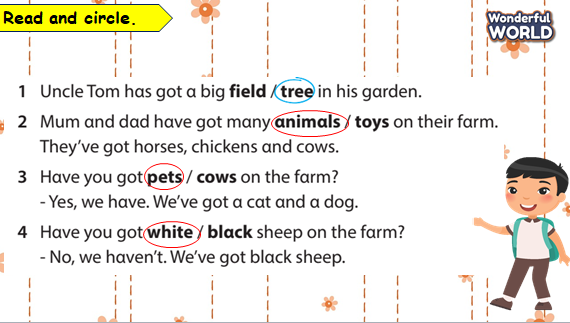 Read and circle.
Wonderful
WORLD
1 Uncle Tom has got a big field / tree in his garden.
2 Mum and dad have got many animals / toys on their farm.
They've got horses, chickens and cows.
3 Have you got pets / cows on the farm?
- Yes, we have. We've got a cat and a dog.
4 Have you got white / black sheep on the farm?
- No, we haven't. We've got black sheep.